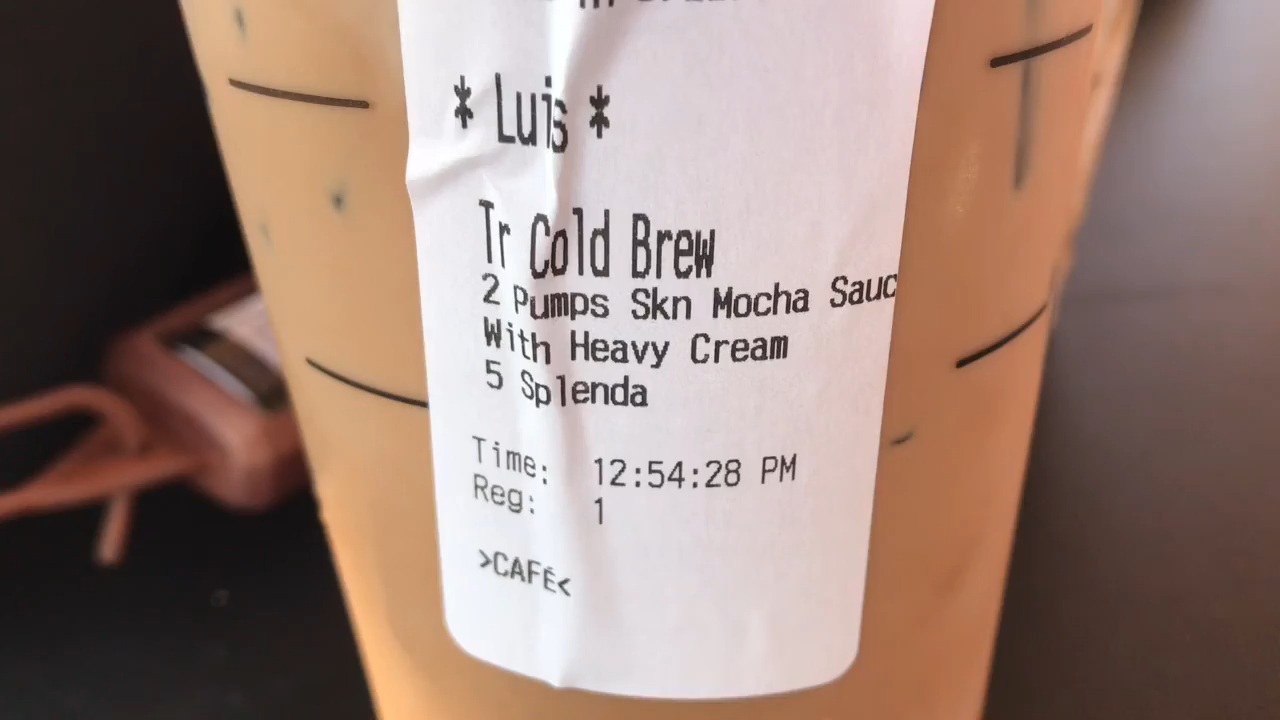 * Luis *
Tr Cold Brew
2 Pumps Skn Mocha Sauc
With Heavy Cream
5 Splenda
Time: 12:54:28 PM
Reg: 1
>CAFÉ<